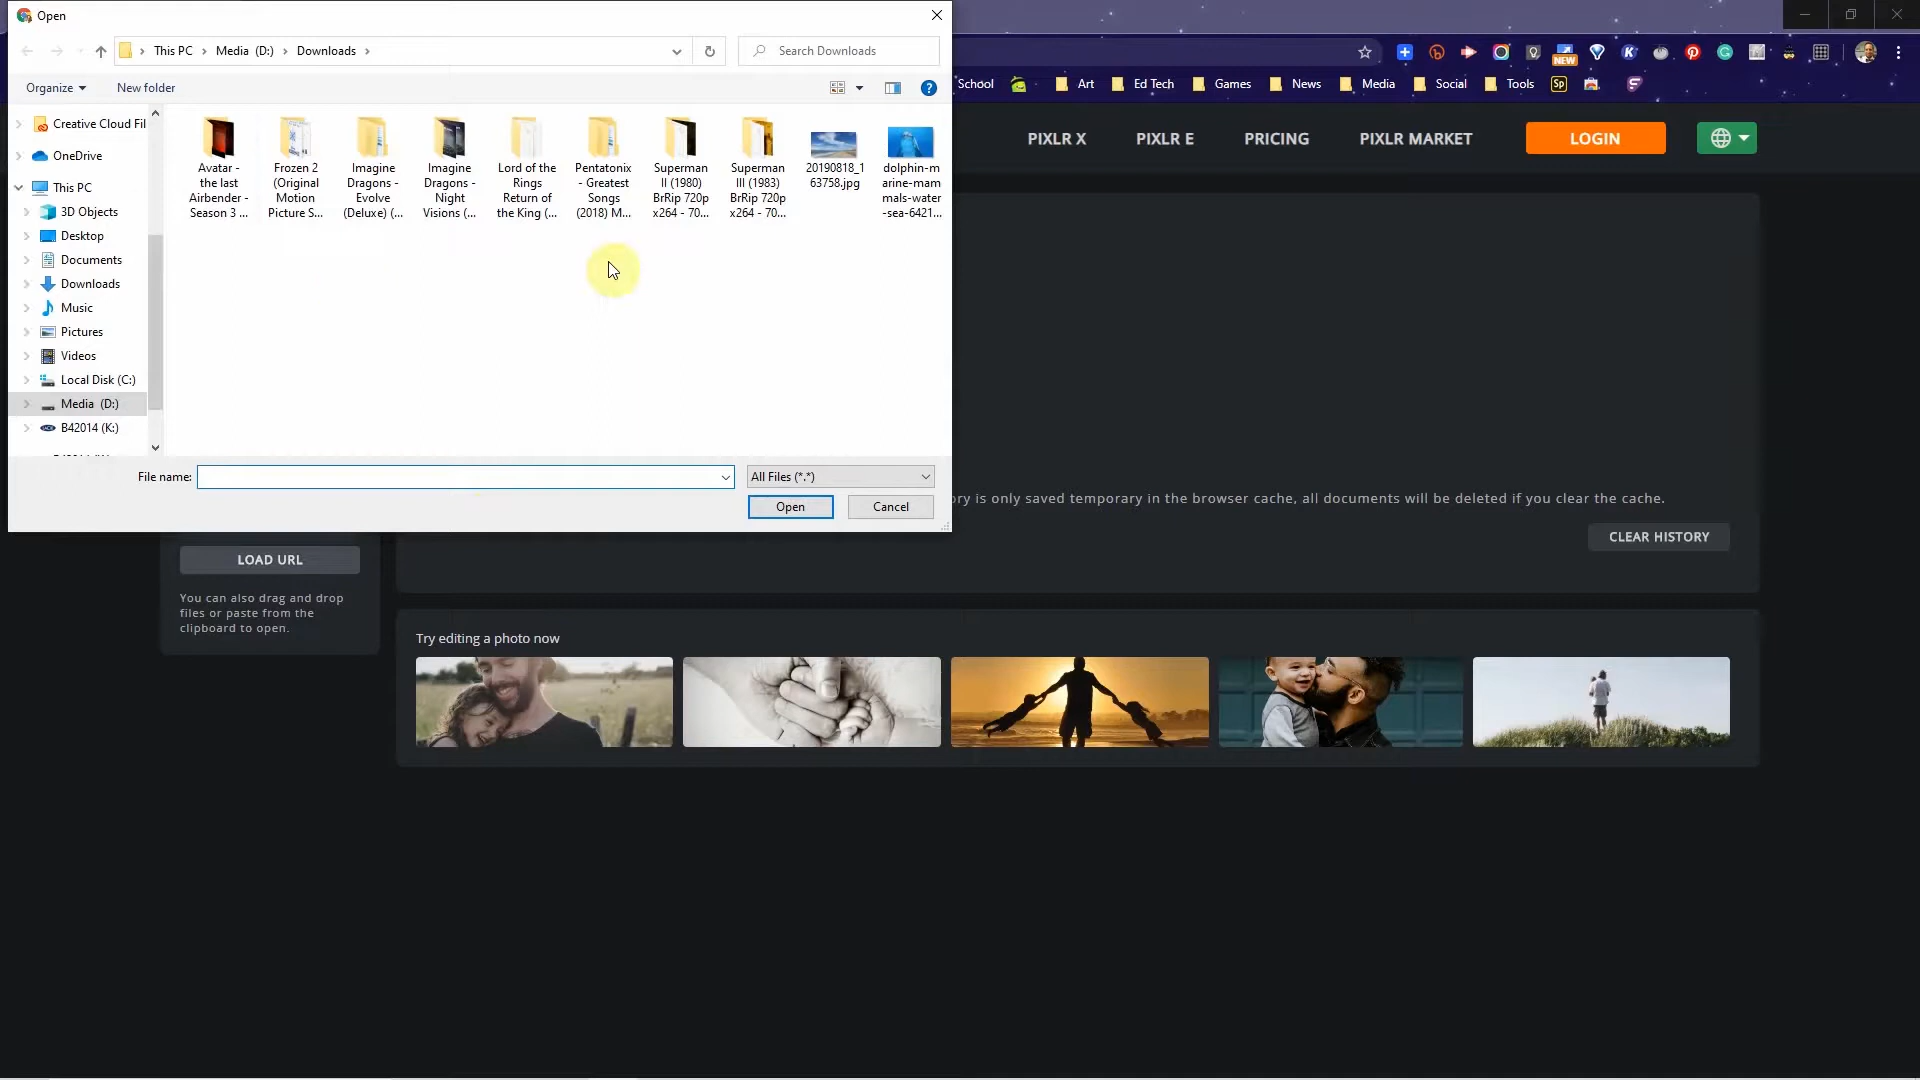 Open
This PC
Media (D:)
Downloads
Search Downloads
Organize
New folder
NEW
School
Art
Ed Tech
Games
News
Media
Social
Tools
Sp
Creative Cloud Fil
OneDrive
This PC
3D Objects
Desktop
Documents
Downloads
Music
Pictures
Videos
Local Disk (C:)
Media (D:)
B42014 (K:)
Avatar -
the last
Airbender -
Season 3 ...
Frozen 2
(Original
Motion
Picture S...
Imagine
Dragons -
Evolve
(Deluxe) (...
Imagine
Dragons -
Night
Visions (...
Lord of the
Rings
Return of
the King (...
Pentatonix
- Greatest
Songs
(2018) M...
Superman
II (1980)
BrRip 720p
x264 - 70...
Superman
III (1983)
BrRip 720p
x264 - 70...
20190818_1
63758.jpg
dolphin-m
arine-mam
mals-water
-sea-6421...
File name:
All Files (*.*)
Open
Cancel
PIXLR X
PIXLR E
PRICING
PIXLR MARKET
LOGIN
ry is only saved temporary in the browser cache, all documents will be deleted if you clear the cache.
CLEAR HISTORY
LOAD URL
You can also drag and drop
files or paste from the
clipboard to open.
Try editing a photo now